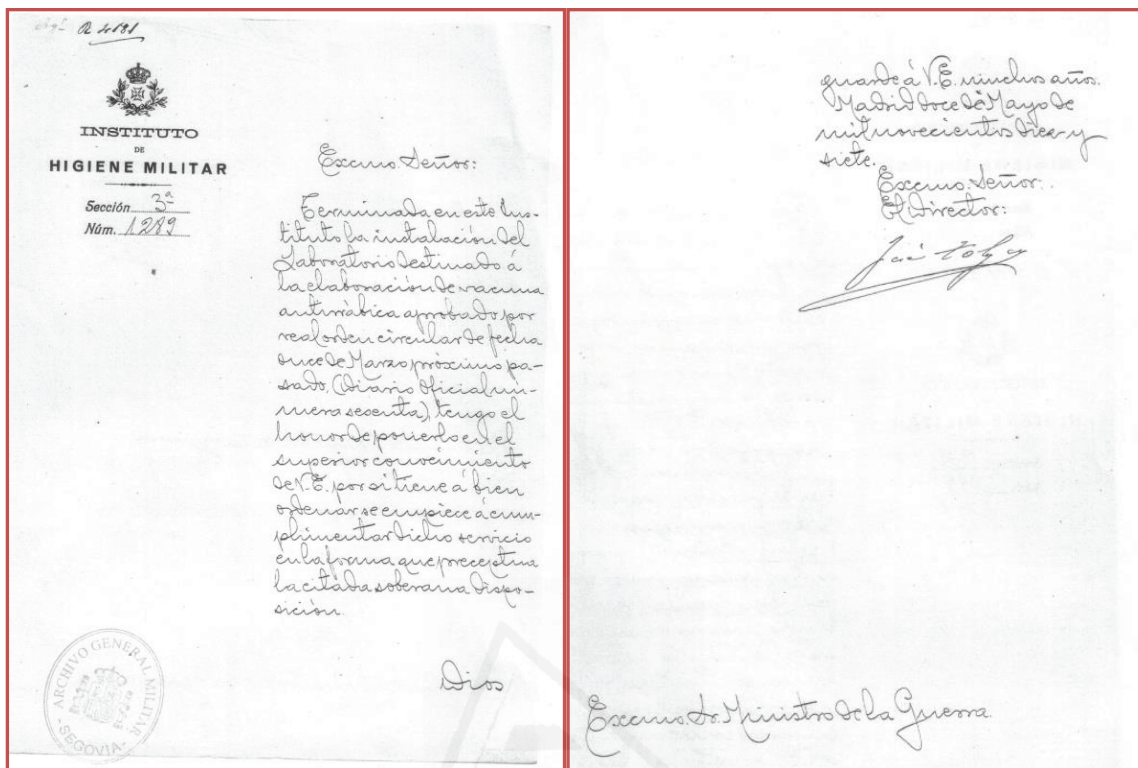 INSTITUTO
DE
HIGIENE MILITAR
Sección 3ª
Núm. 1289
Excmo. Señor:
Terminada en este Ins-
tituto la instalación del
Laboratorio destinado á
la elaboración de vacuna
antirrábica aprobado por
real orden circular de fecha
once de Marzo próximo pa-
sado, (Diario Oficial nú-
mero sesenta), tengo el
honor de ponerlo en el
superior conocimiento
de V.E. por si tiene á bien
ordenar se empiece á cum-
plimentar dicho servicio
en la forma que preceptua
la citada soberana dispo-
sición.
Dios
ARCHIVO GENERAL MILITAR
- SEGOVIA -
guarde á V.E. muchos años.
Madrid doce de Mayo de
mil novecientos diez y
siete.
Excmo. Señor:
El Director:
Excmo. Sr. Ministro de la Guerra.